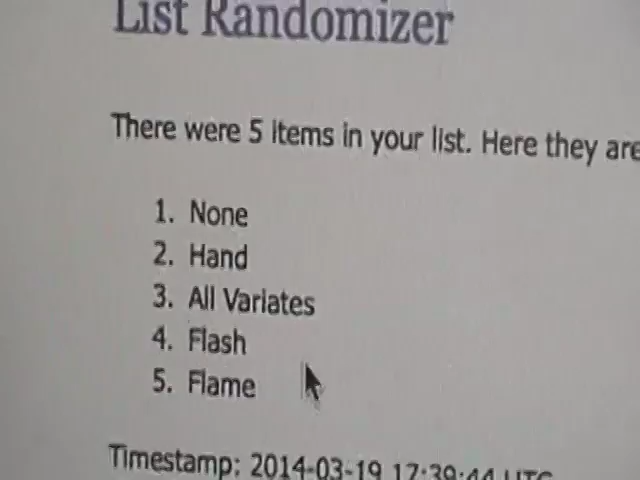 List Randomizer
There were 5 items in your list. Here they are
1. None
2. Hand
3. All Variates
4. Flash
5. Flame
Timestamp: 2014-03-19 17:39:44 UTC